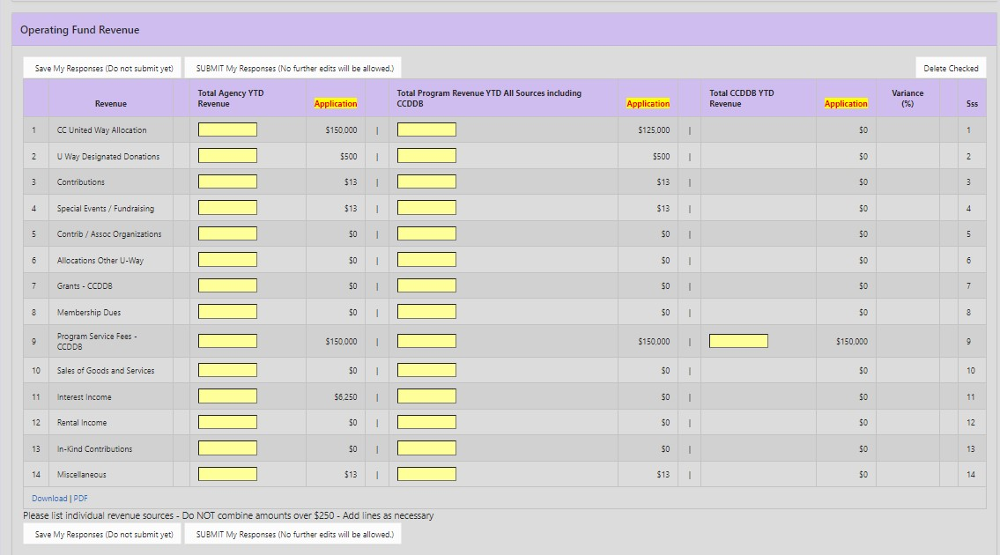 Operating Fund Revenue
Save My Responses (Do not submit yet) SUBMIT My Responses (No further edits will be allowed.) Delete Checked
Revenue Total Agency YTD Revenue Application Total Program Revenue YTD All Sources including CCDDB Application Total CCDDB YTD Revenue Application Variance (%) Sss
1 CC United Way Allocation $150,000 | $125,000 | $0 1
2 U Way Designated Donations $500 | $500 | $0 2
3 Contributions $13 | $13 | $0 3
4 Special Events / Fundraising $13 | $13 | $0 4
5 Contrib / Assoc Organizations $0 | $0 | $0 5
6 Allocations Other U-Way $0 | $0 | $0 6
7 Grants - CCDDB $0 | $0 | $0 7
8 Membership Dues $0 | $0 | $0 8
9 Program Service Fees - CCDDB $150,000 | $150,000 | $150,000 9
10 Sales of Goods and Services $0 | $0 | $0 10
11 Interest Income $6,250 | $0 | $0 11
12 Rental Income $0 | $0 | $0 12
13 In-Kind Contributions $0 | $0 | $0 13
14 Miscellaneous $13 | $13 | $0 14
Download | PDF
Please list individual revenue sources - Do NOT combine amounts over $250 - Add lines as necessary
Save My Responses (Do not submit yet) SUBMIT My Responses (No further edits will be allowed.)